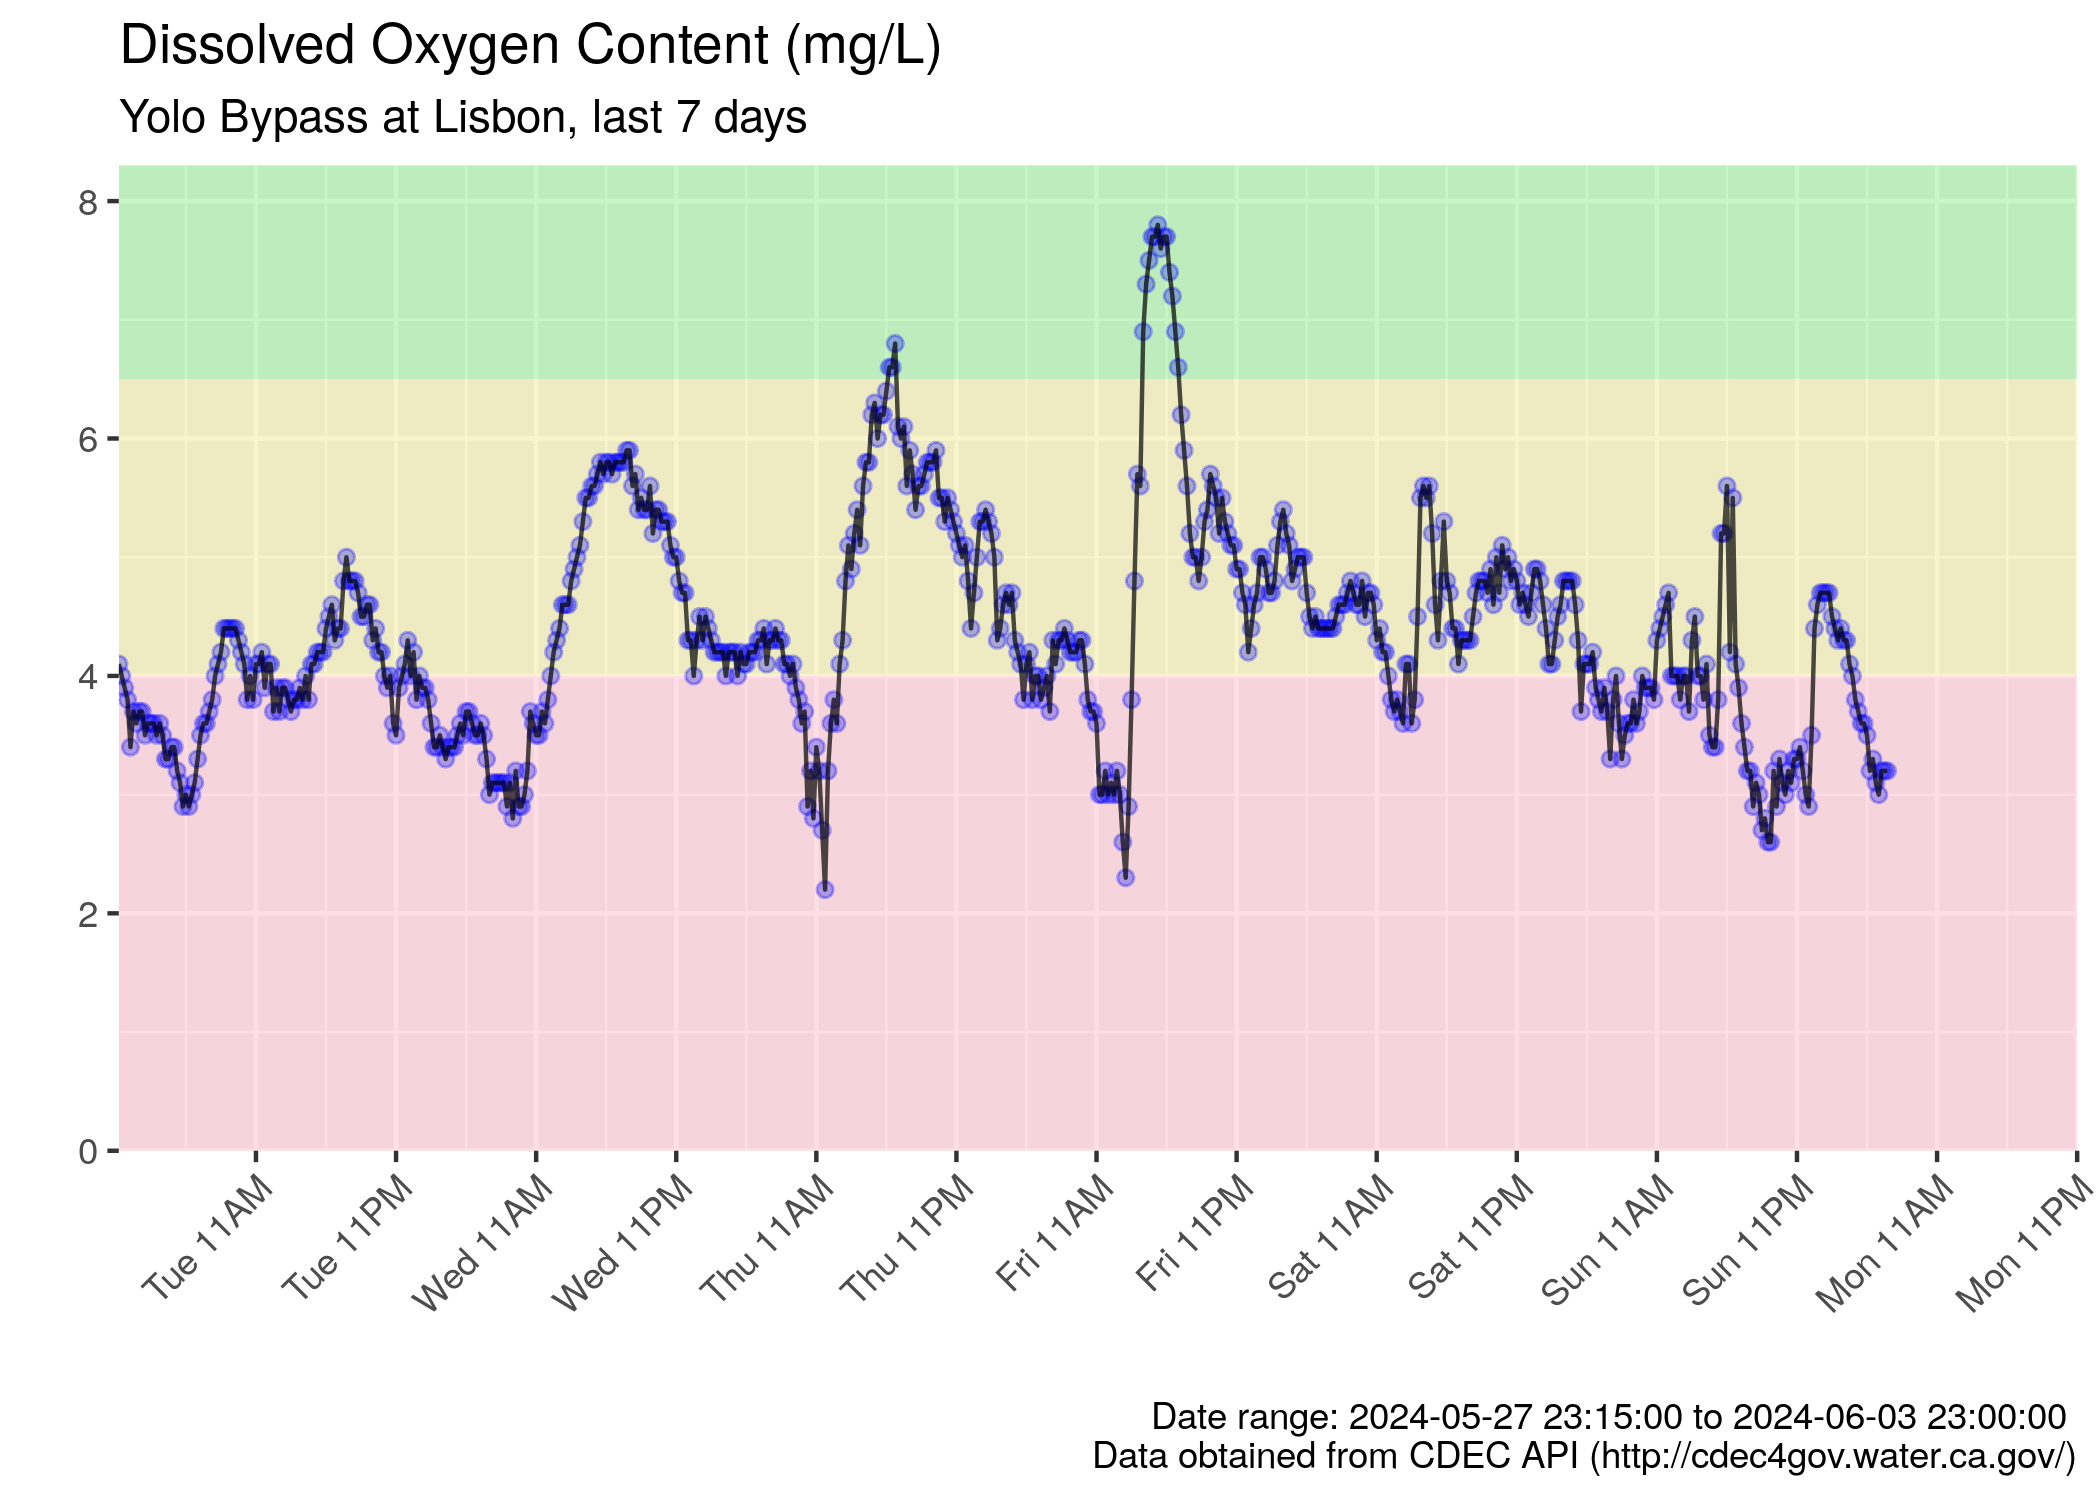 Dissolved Oxygen Content (mg/L)
Yolo Bypass at Lisbon, last 7 days
8
6
4
2
0
Tue 11AM
Tue 11PM
Wed 11AM
Wed 11PM
Thu 11AM
Thu 11PM
Fri 11AM
Fri 11PM
Sat 11AM
Sat 11PM
Sun 11AM
Sun 11PM
Mon 11AM
Mon 11PM
Date range: 2024-05-27 23:15:00 to 2024-06-03 23:00:00
Data obtained from CDEC API (http://cdec4gov.water.ca.gov/)